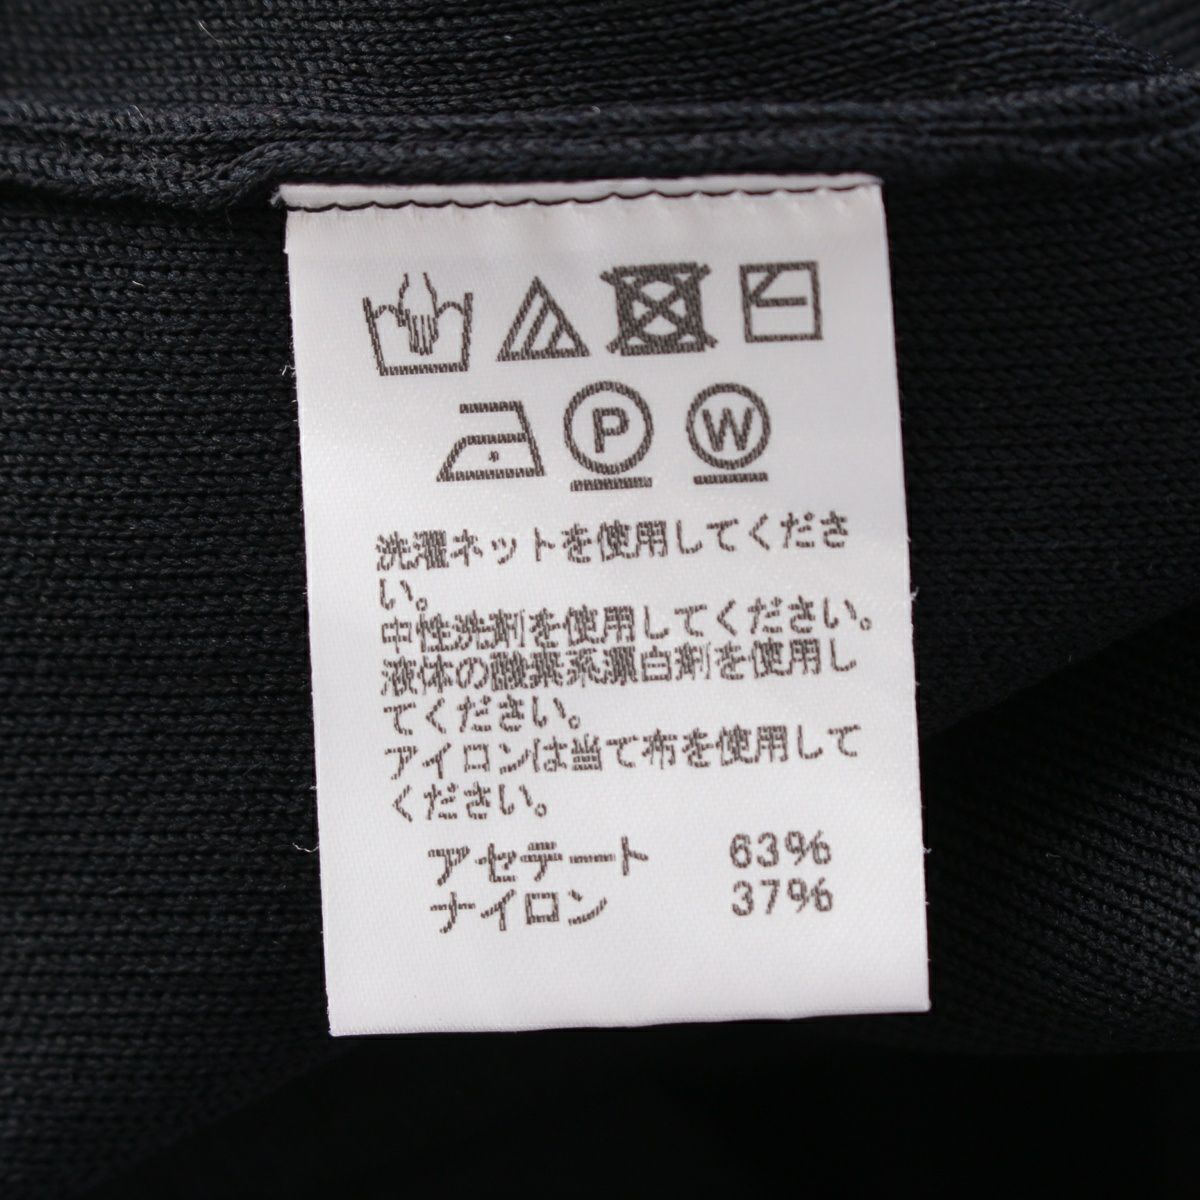 P W
洗濯ネットを使用してくださ
い。
中性洗剤を使用してください。
液体の酸素系漂白剤を使用し
てください。
アイロンは当て布を使用して
ください。
アセテート 63%
ナイロン 37%